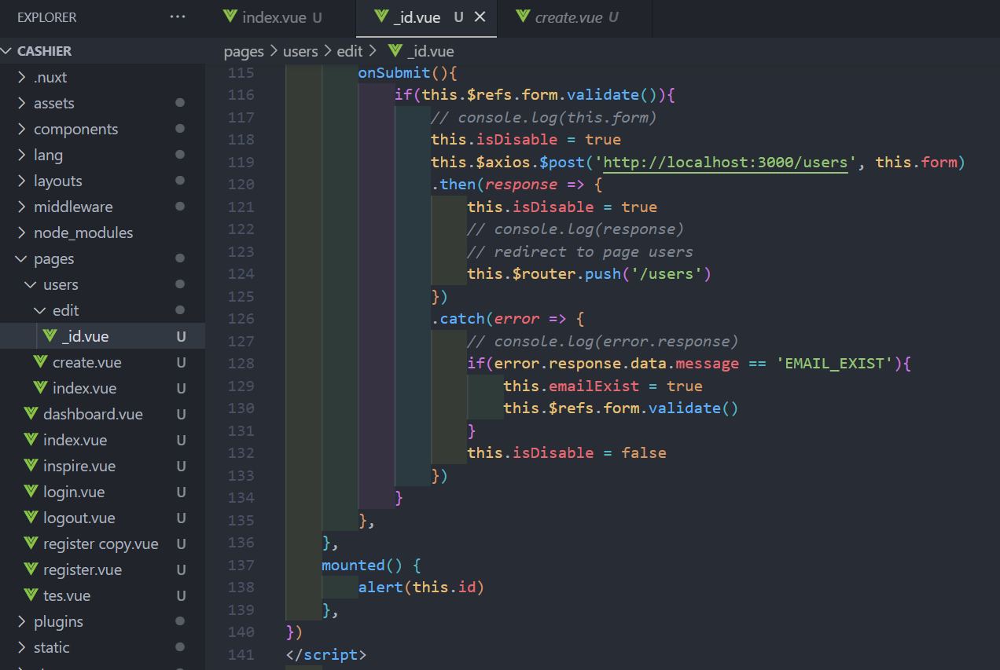 EXPLORER ···
index.vue U
_id.vue U
create.vue U
CASHIER
pages > users > edit > _id.vue
.nuxt
assets
components
lang
layouts
middleware
node_modules
pages
users
edit
_id.vue U
create.vue U
index.vue U
dashboard.vue U
index.vue U
inspire.vue U
login.vue U
logout.vue U
register copy.vue U
register.vue U
tes.vue U
plugins
static
115 onSubmit(){
116 if(this.$refs.form.validate()){
117 // console.log(this.form)
118 this.isDisable = true
119 this.$axios.$post('http://localhost:3000/users', this.form)
120 .then(response => {
121 this.isDisable = true
122 // console.log(response)
123 // redirect to page users
124 this.$router.push('/users')
125 })
126 .catch(error => {
127 // console.log(error.response)
128 if(error.response.data.message == 'EMAIL_EXIST'){
129 this.emailExist = true
130 this.$refs.form.validate()
131 }
132 this.isDisable = false
133 })
134 }
135 },
136 },
137 mounted() {
138 alert(this.id)
139 },
140 })
141 </script>